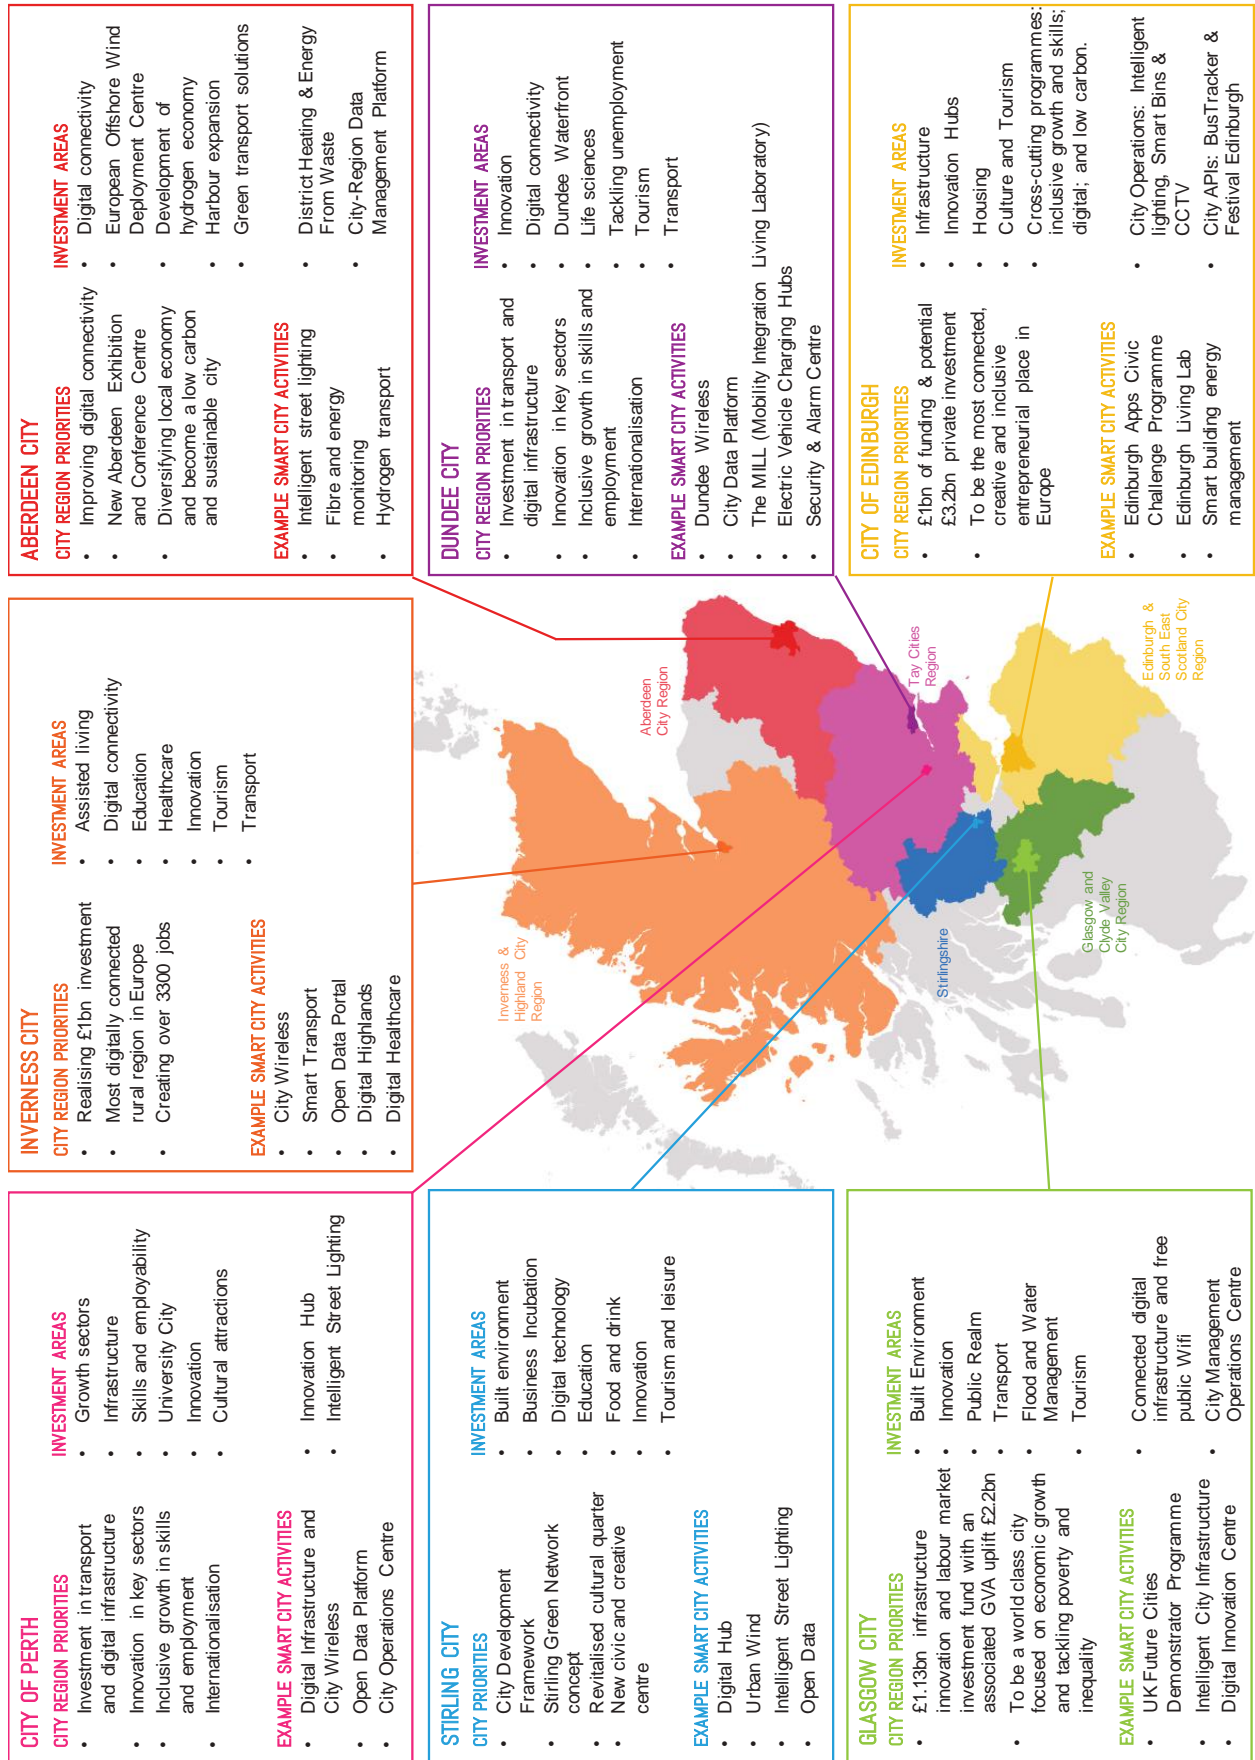 CITY OF PERTH
CITY REGION PRIORITIES
• Investment in transport
and digital infrastructure
• Innovation in key sectors
• Inclusive growth in skills
and employment
• Internationalisation
INVESTMENT AREAS
• Growth sectors
• Infrastructure
• Skills and employability
• University City
• Innovation
• Cultural attractions
EXAMPLE SMART CITY ACTIVITIES
• Digital Infrastructure and
City Wireless
• Open Data Platform
• City Operations Centre
• Innovation Hub
• Intelligent Street Lighting
INVERNESS CITY
CITY REGION PRIORITIES
• Realising £1bn investment
• Most digitally connected
rural region in Europe
• Creating over 3300 jobs
INVESTMENT AREAS
• Assisted living
• Digital connectivity
• Education
• Healthcare
• Innovation
• Tourism
• Transport
EXAMPLE SMART CITY ACTIVITIES
• City Wireless
• Smart Transport
• Open Data Portal
• Digital Highlands
• Digital Healthcare
ABERDEEN CITY
CITY REGION PRIORITIES
• Improving digital connectivity
• New Aberdeen Exhibition
and Conference Centre
• Diversifying local economy
and become a low carbon
and sustainable city
INVESTMENT AREAS
• Digital connectivity
• European Offshore Wind
Deployment Centre
• Development of
hydrogen economy
• Harbour expansion
• Green transport solutions
EXAMPLE SMART CITY ACTIVITIES
• Intelligent street lighting
• Fibre and energy
monitoring
• Hydrogen transport
• District Heating & Energy
From Waste
• City-Region Data
Management Platform
STIRLING CITY
CITY PRIORITIES
• City Development
Framework
• Stirling Green Network
concept
• Revitalised cultural quarter
• New civic and creative
centre
INVESTMENT AREAS
• Built environment
• Business Incubation
• Digital technology
• Education
• Food and drink
• Innovation
• Tourism and leisure
EXAMPLE SMART CITY ACTIVITIES
• Digital Hub
• Urban Wind
• Intelligent Street Lighting
• Open Data
Inverness &
Highland City
Region
Aberdeen
City Region
Tay Cities
Region
Stirlingshire
Glasgow and
Clyde Valley
City Region
Edinburgh &
South East
Scotland City
Region
DUNDEE CITY
CITY REGION PRIORITIES
• Investment in transport and
digital infrastructure
• Innovation in key sectors
• Inclusive growth in skills and
employment
• Internationalisation
INVESTMENT AREAS
• Innovation
• Digital connectivity
• Dundee Waterfront
• Life sciences
• Tackling unemployment
• Tourism
• Transport
EXAMPLE SMART CITY ACTIVITIES
• Dundee Wireless
• City Data Platform
• The MILL (Mobility Integration Living Laboratory)
• Electric Vehicle Charging Hubs
• Security & Alarm Centre
GLASGOW CITY
CITY REGION PRIORITIES
• £1.13bn infrastructure
innovation and labour market
investment fund with an
associated GVA uplift £2.2bn
• To be a world class city
focused on economic growth
and tackling poverty and
inequality
INVESTMENT AREAS
• Built Environment
• Innovation
• Public Realm
• Transport
• Flood and Water
Management
• Tourism
EXAMPLE SMART CITY ACTIVITIES
• UK Future Cities
Demonstrator Programme
• Intelligent City Infrastructure
• Digital Innovation Centre
• Connected digital
infrastructure and free
public Wifi
• City Management
Operations Centre
CITY OF EDINBURGH
CITY REGION PRIORITIES
• £1bn of funding & potential
£3.2bn private investment
• To be the most connected,
creative and inclusive
entrepreneurial place in
Europe
INVESTMENT AREAS
• Infrastructure
• Innovation Hubs
• Housing
• Culture and Tourism
• Cross-cutting programmes:
inclusive growth and skills;
digital; and low carbon.
EXAMPLE SMART CITY ACTIVITIES
• Edinburgh Apps Civic
Challenge Programme
• Edinburgh Living Lab
• Smart building energy
management
• City Operations: Intelligent
lighting, Smart Bins &
CCTV
• City APIs: BusTracker &
Festival Edinburgh